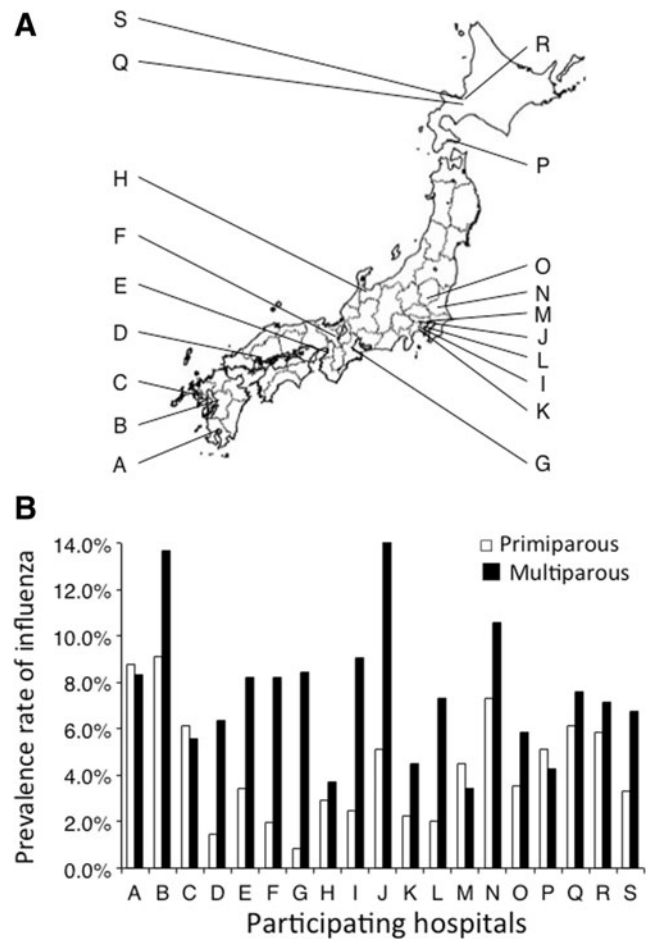 A
S
Q
R
P
H
F
E
D
C
B
A
O
N
M
J
L
I
K
G
B
Prevalence rate of influenza
14.0%
12.0%
10.0%
8.0%
6.0%
4.0%
2.0%
0.0%
Primiparous
Multiparous
A B C D E F G H I J K L M N O P Q R S
Participating hospitals